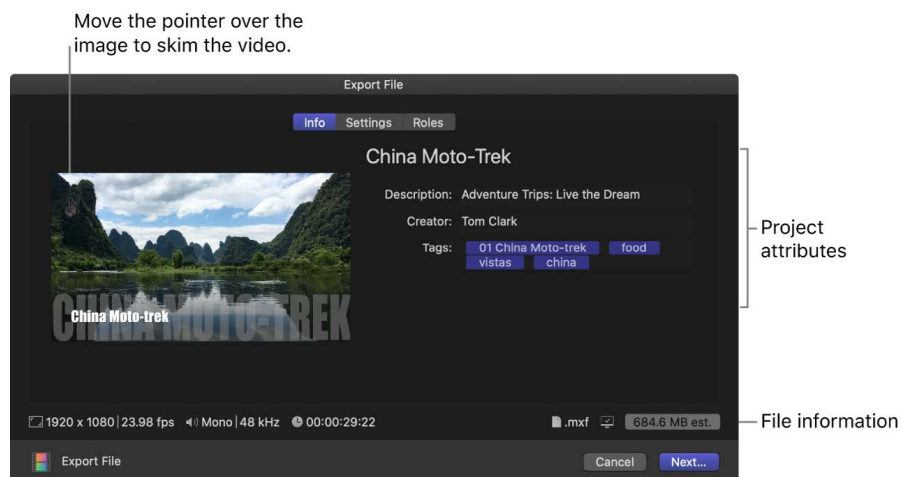 Move the pointer over the
image to skim the video.
Export File
Info Settings Roles
China Moto-Trek
Description: Adventure Trips: Live the Dream
Creator: Tom Clark
Tags: 01 China Moto-trek food
vistas china
CHINA MOTO-TREK
China Moto-trek
Project
attributes
1920 x 1080 | 23.98 fps Mono | 48 kHz 00:00:29:22 .mxf 684.6 MB est.
File information
Export File Cancel Next...